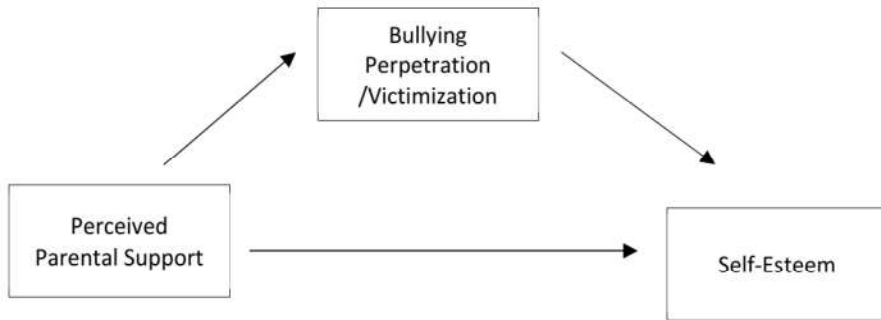 Bullying
Perpetration
/Victimization
Perceived
Parental Support
Self-Esteem